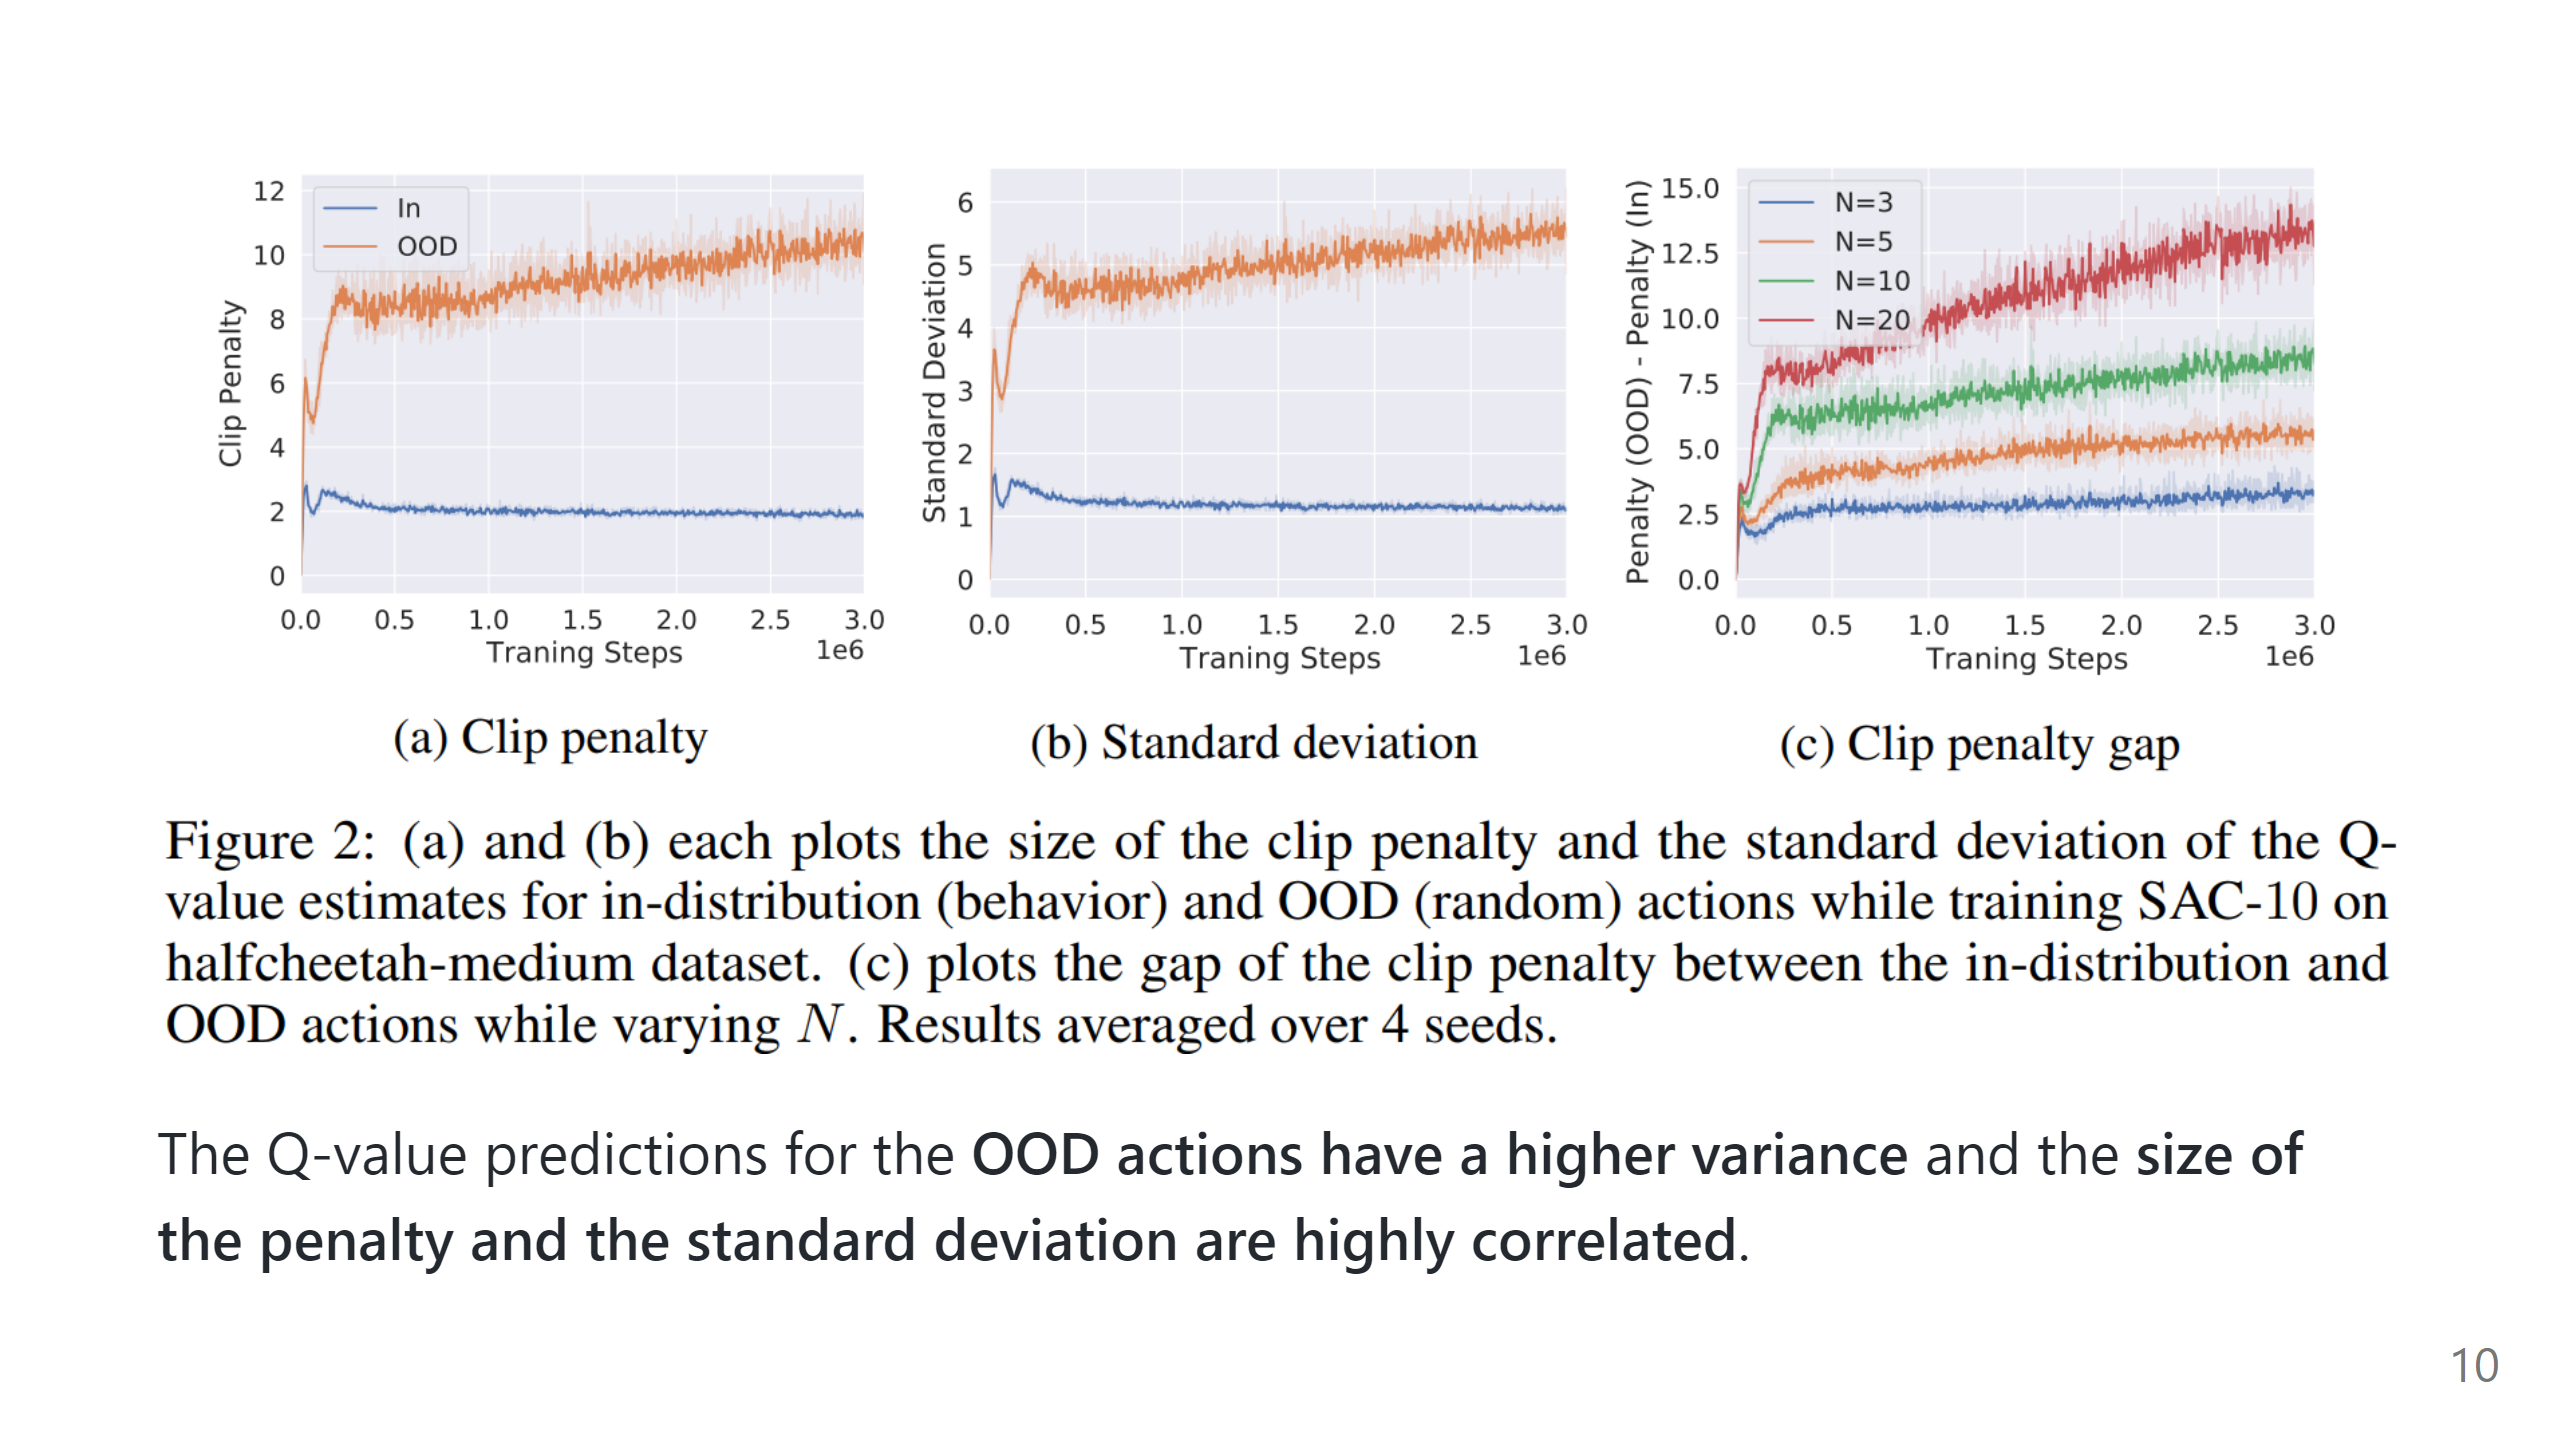 12
10
8
6
4
2
0
Clip Penalty
In
OOD
0.0 0.5 1.0 1.5 2.0 2.5 3.0
Traning Steps 1e6
(a) Clip penalty
6
5
4
3
2
1
0
Standard Deviation
0.0 0.5 1.0 1.5 2.0 2.5 3.0
Traning Steps 1e6
(b) Standard deviation
15.0
12.5
10.0
7.5
5.0
2.5
0.0
Penalty (OOD) - Penalty (In)
N=3
N=5
N=10
N=20
0.0 0.5 1.0 1.5 2.0 2.5 3.0
Traning Steps 1e6
(c) Clip penalty gap
Figure 2: (a) and (b) each plots the size of the clip penalty and the standard deviation of the Q-
value estimates for in-distribution (behavior) and OOD (random) actions while training SAC-10 on
halfcheetah-medium dataset. (c) plots the gap of the clip penalty between the in-distribution and
OOD actions while varying N. Results averaged over 4 seeds.
The Q-value predictions for the OOD actions have a higher variance and the size of
the penalty and the standard deviation are highly correlated.
10